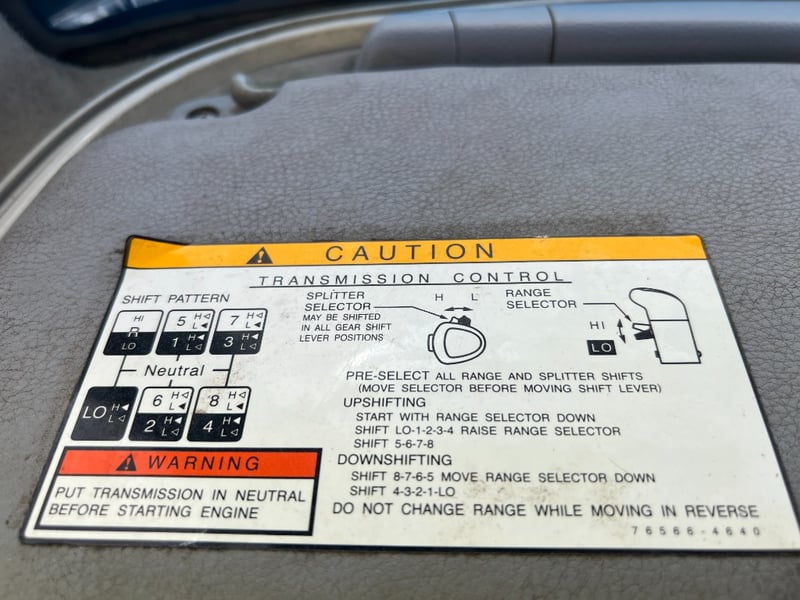 CAUTION
TRANSMISSION CONTROL
SHIFT PATTERN
HI
R
LO
5 H L
1 H L
7 H L
3 H L
Neutral
LO H L
6 H L
2 H L
8 H L
4 H L
SPLITTER
SELECTOR
MAY BE SHIFTED
IN ALL GEAR SHIFT
LEVER POSITIONS
H L
RANGE
SELECTOR
HI
LO
PRE-SELECT ALL RANGE AND SPLITTER SHIFTS
(MOVE SELECTOR BEFORE MOVING SHIFT LEVER)
UPSHIFTING
START WITH RANGE SELECTOR DOWN
SHIFT LO-1-2-3-4 RAISE RANGE SELECTOR
SHIFT 5-6-7-8
DOWNSHIFTING
SHIFT 8-7-6-5 MOVE RANGE SELECTOR DOWN
SHIFT 4-3-2-1-LO
DO NOT CHANGE RANGE WHILE MOVING IN REVERSE
76566-4640
WARNING
PUT TRANSMISSION IN NEUTRAL
BEFORE STARTING ENGINE